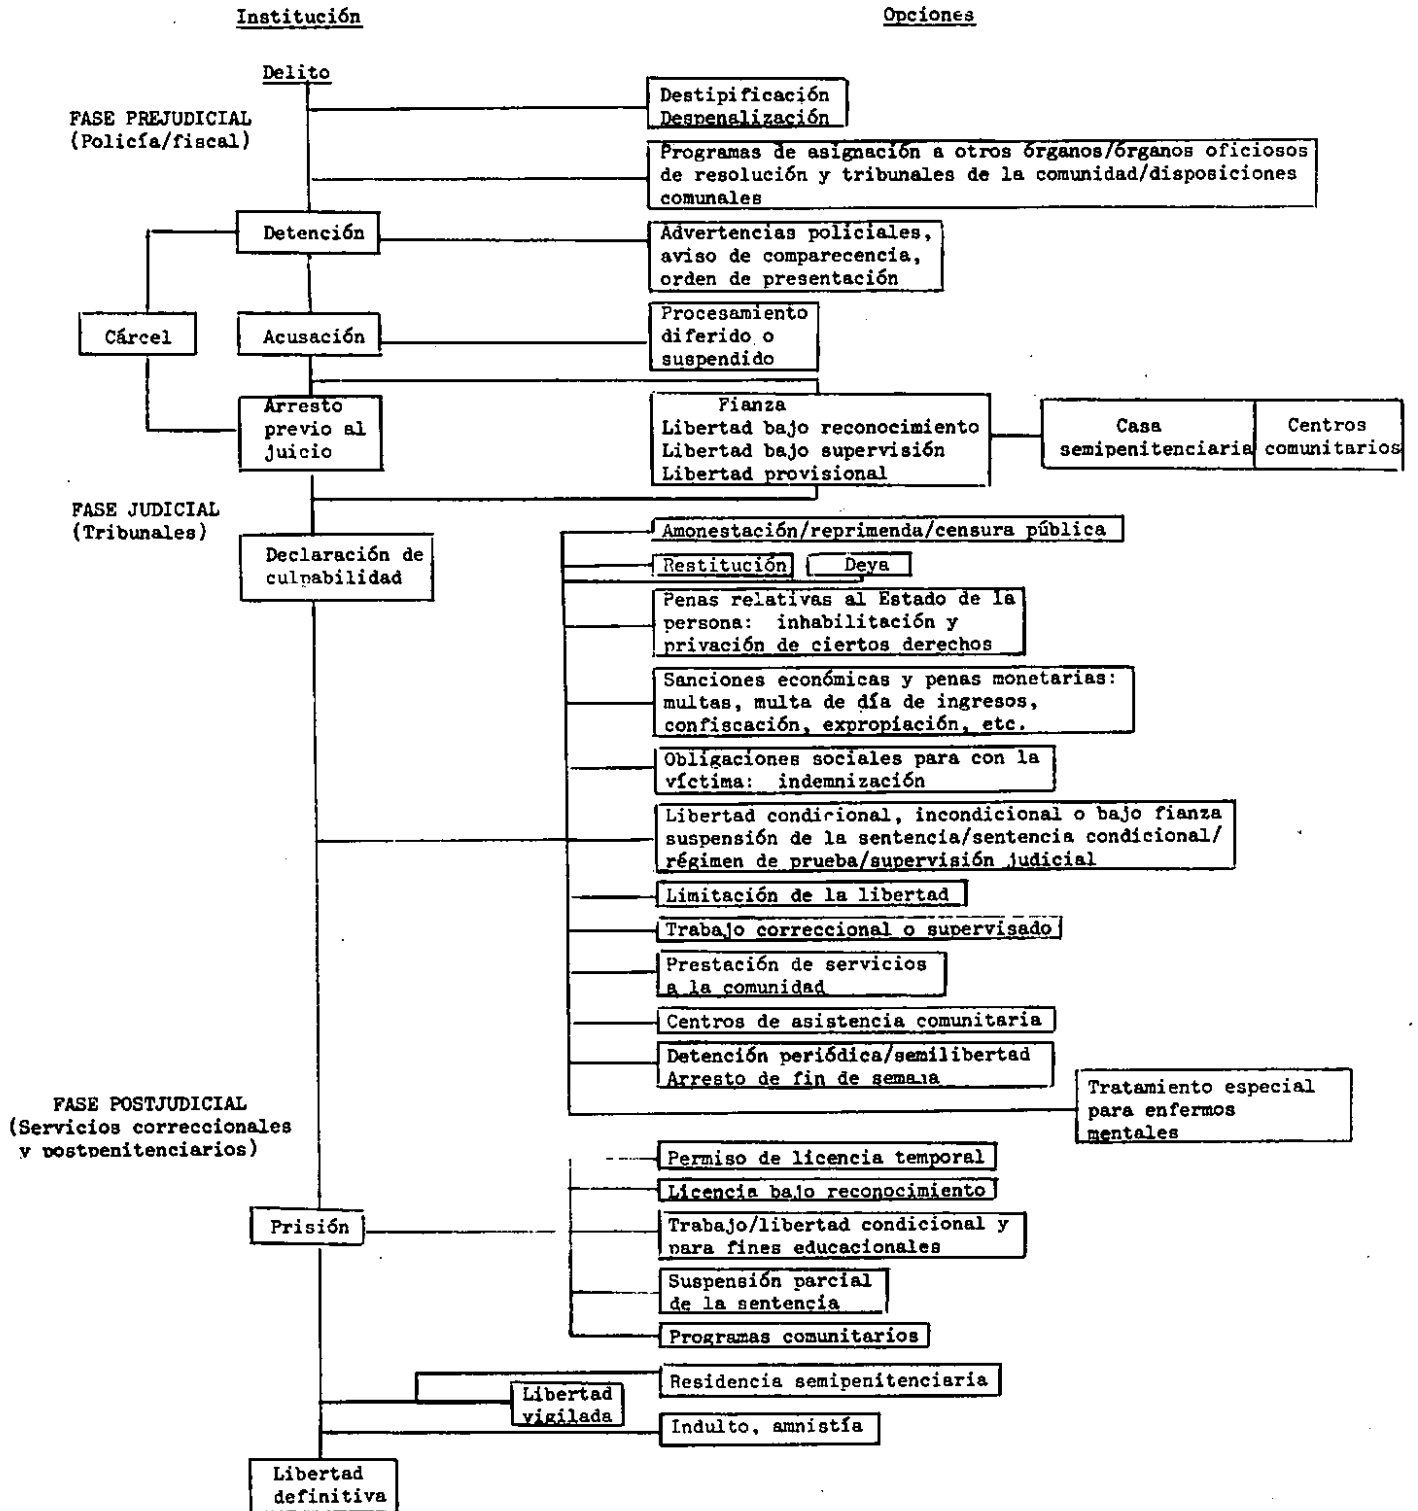 Institución
Opciones
Delito
FASE PREJUDICIAL
(Policía/fiscal)
Destipificación
Despenalización
Programas de asignación a otros órganos/órganos oficiosos
de resolución y tribunales de la comunidad/disposiciones
comunales
Detención
Advertencias policiales,
aviso de comparecencia,
orden de presentación
Cárcel
Acusación
Procesamiento
diferido o
suspendido
Arresto
previo al
juicio
Fianza
Libertad bajo reconocimiento
Libertad bajo supervisión
Libertad provisional
Casa
semipenitenciaria
Centros
comunitarios
FASE JUDICIAL
(Tribunales)
Declaración de
culpabilidad
Amonestación/reprimenda/censura pública
Restitución
Deya
Penas relativas al Estado de la
persona: inhabilitación y
privación de ciertos derechos
Sanciones económicas y penas monetarias:
multas, multa de día de ingresos,
confiscación, expropiación, etc.
Obligaciones sociales para con la
víctima: indemnización
Libertad condicional, incondicional o bajo fianza
suspensión de la sentencia/sentencia condicional/
régimen de prueba/supervisión judicial
Limitación de la libertad
Trabajo correccional o supervisado
Prestación de servicios
a la comunidad
Centros de asistencia comunitaria
Detención periódica/semilibertad
Arresto de fin de semana
Tratamiento especial
para enfermos
mentales
FASE POSTJUDICIAL
(Servicios correccionales
y postpenitenciarios)
Permiso de licencia temporal
Licencia bajo reconocimiento
Prisión
Trabajo/libertad condicional y
para fines educacionales
Suspensión parcial
de la sentencia
Programas comunitarios
Residencia semipenitenciaria
Libertad
vigilada
Indulto, amnistía
Libertad
definitiva